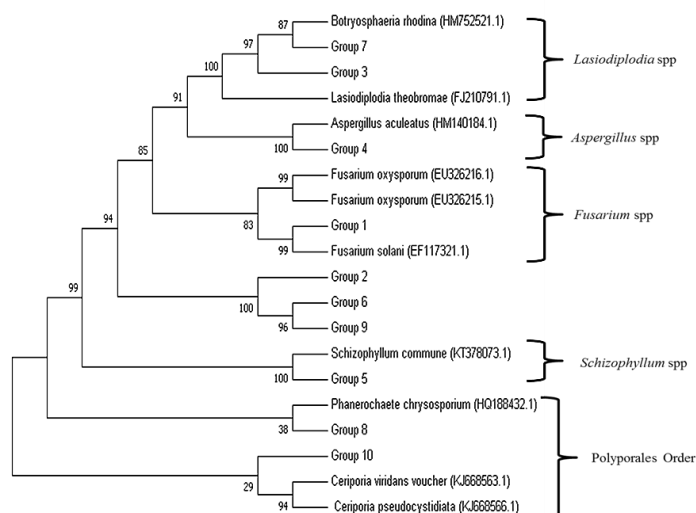 87
Botryosphaeria rhodina (HM752521.1)
97
Group 7
100
Group 3
Lasiodiplodia spp
91
Lasiodiplodia theobromae (FJ210791.1)
Aspergillus aculeatus (HM140184.1)
Aspergillus spp
85
100
Group 4
99
Fusarium oxysporum (EU326216.1)
Fusarium oxysporum (EU326215.1)
Fusarium spp
94
83
Group 1
99
Fusarium solani (EF117321.1)
Group 2
99
100
Group 6
96
Group 9
Schizophyllum commune (KT378073.1)
Schizophyllum spp
100
Group 5
Phanerochaete chrysosporium (HQ188432.1)
38
Group 8
Group 10
Polyporales Order
29
Ceriporia viridans voucher (KJ668563.1)
94
Ceriporia pseudocystidiata (KJ668566.1)